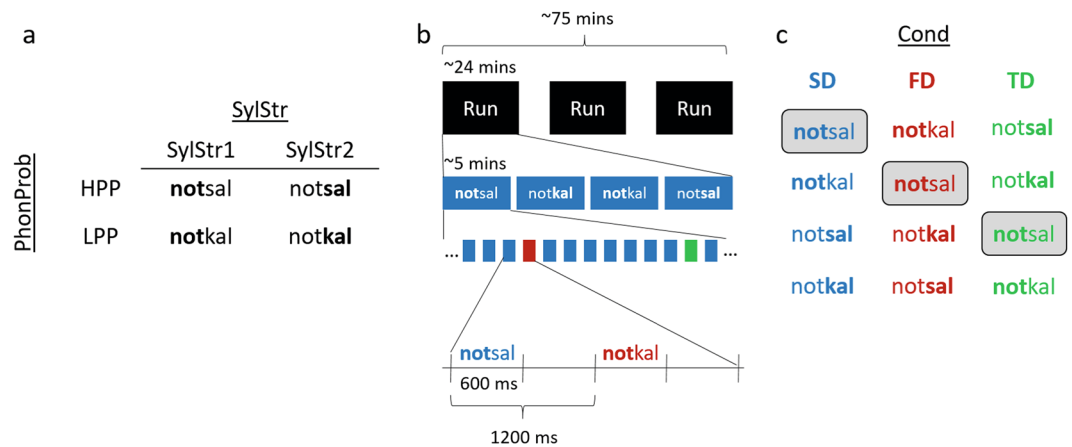 a
SylStr
PhonProb
SylStr1 SylStr2
HPP notsal notsal
LPP notkal notkal
b
~75 mins
~24 mins
Run Run Run
~5 mins
notsal notkal notkal notsal
... ...
notsal notkal
600 ms
1200 ms
c
Cond
SD FD TD
notsal notkal notsal
notkal notsal notkal
notsal notkal notsal
notkal notsal notkal